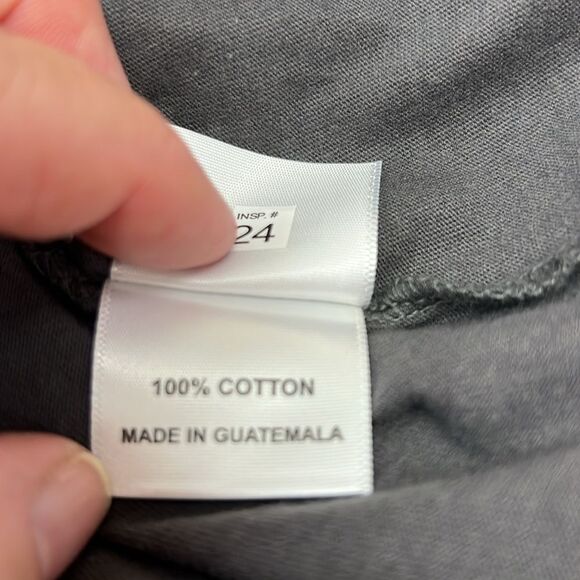 INSP. #
24
100% COTTON
MADE IN GUATEMALA